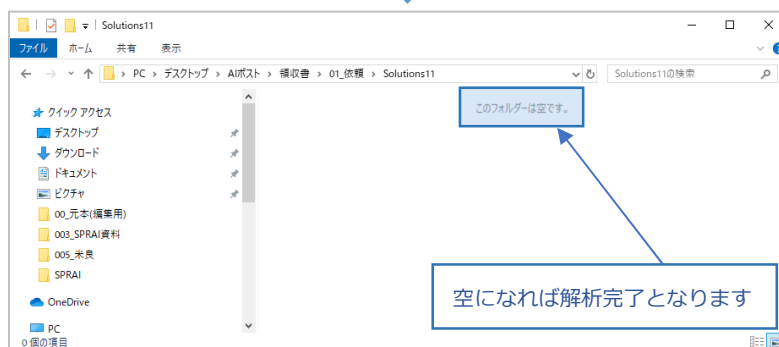 Solutions11
ファイル ホーム 共有 表示
PC › デスクトップ › AIポスト › 領収書 › 01_依頼 › Solutions11
Solutions11の検索
このフォルダーは空です。
クイック アクセス
デスクトップ
ダウンロード
ドキュメント
ピクチャ
00_元本(編集用)
003_SPRAI資料
005_米良
SPRAI
OneDrive
PC
空になれば解析完了となります
0 個の項目